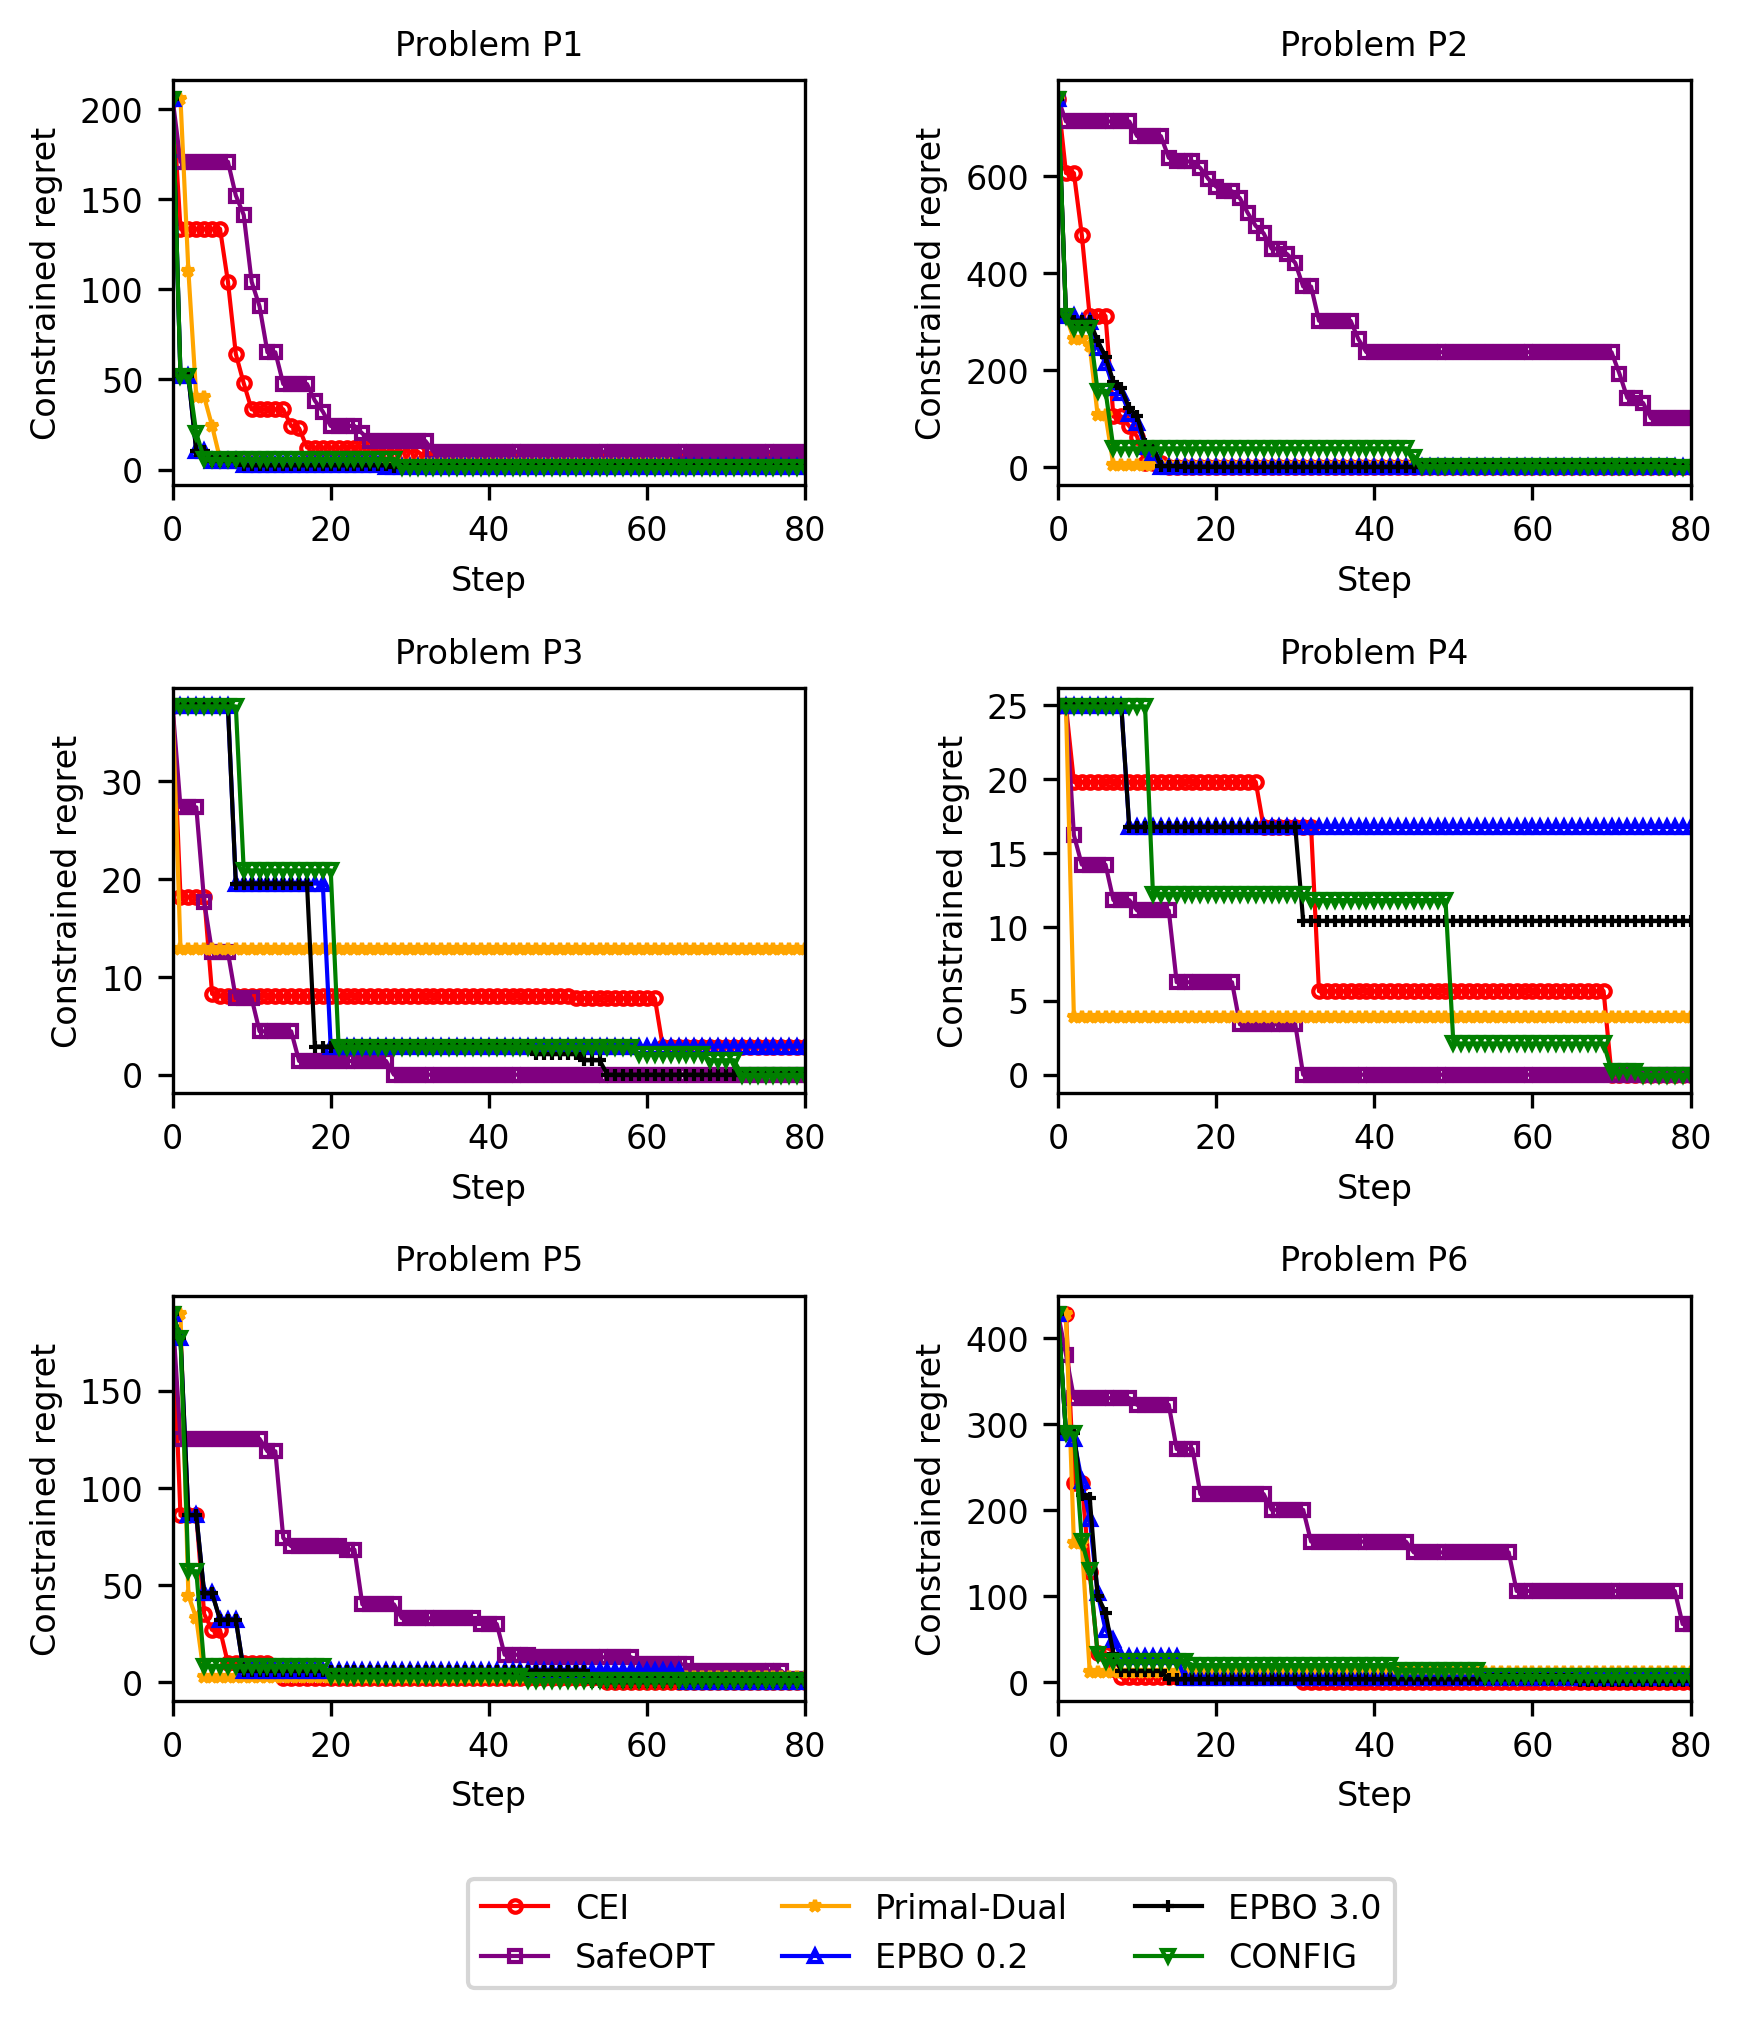 Problem P1
Problem P2
Constrained regret
200
150
100
50
0
0 20 40 60 80
Step
Constrained regret
600
400
200
0
0 20 40 60 80
Step
Problem P3
Problem P4
Constrained regret
30
20
10
0
0 20 40 60 80
Step
Constrained regret
25
20
15
10
5
0
0 20 40 60 80
Step
Problem P5
Problem P6
Constrained regret
150
100
50
0
0 20 40 60 80
Step
Constrained regret
400
300
200
100
0
0 20 40 60 80
Step
CEI Primal-Dual EPBO 3.0
SafeOPT EPBO 0.2 CONFIG